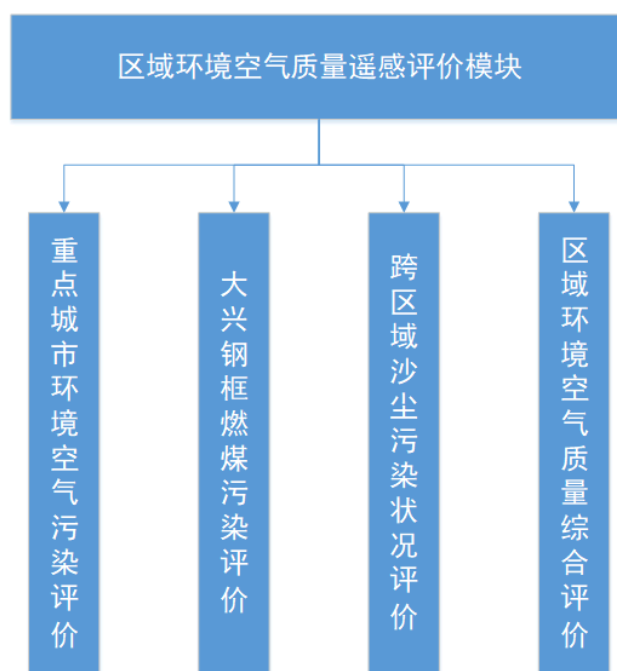 区域环境空气质量遥感评价模块
重点城市环境空气污染评价
大兴钢框燃煤污染评价
跨区域沙尘污染状况评价
区域环境空气质量综合评价